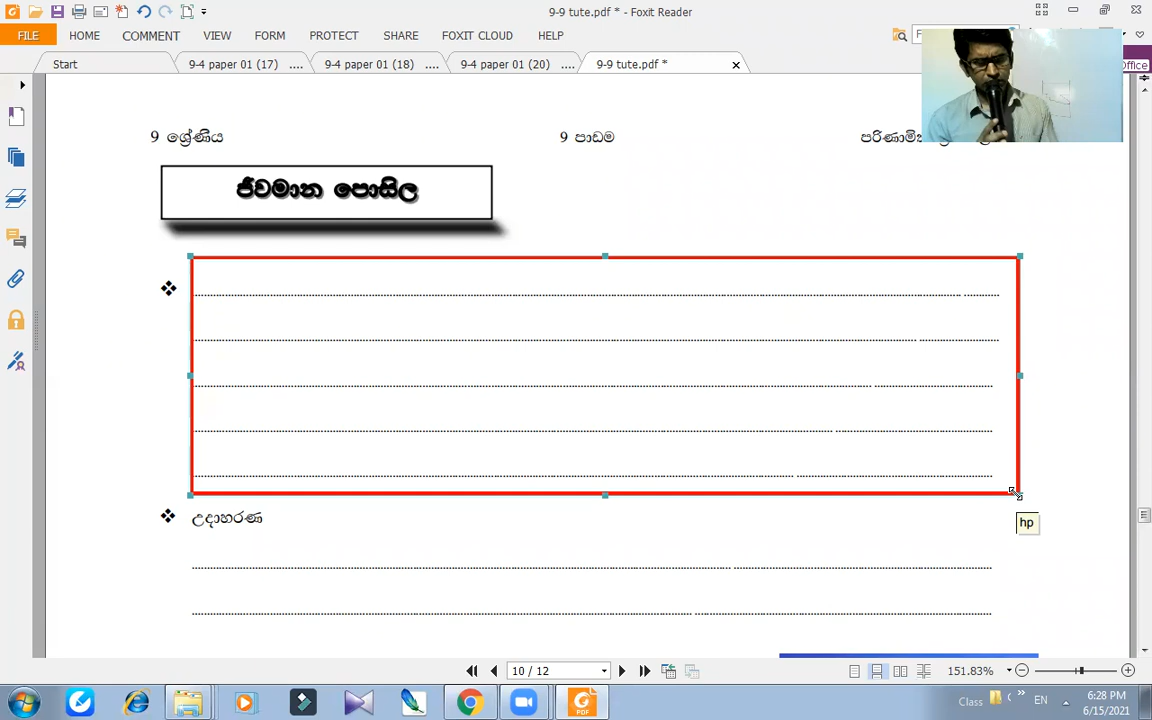 9-9 tute.pdf * - Foxit Reader
FILE HOME COMMENT VIEW FORM PROTECT SHARE FOXIT CLOUD HELP
Start 9-4 paper 01 (17) .... 9-4 paper 01 (18) .... 9-4 paper 01 (20) .... 9-9 tute.pdf *
Office
9 ශ්‍රේණිය 9 පාඩම
ජීවමාන පොසිල
උදාහරණ
hp
10 / 12 151.83%
Class EN 6:28 PM
6/15/2021